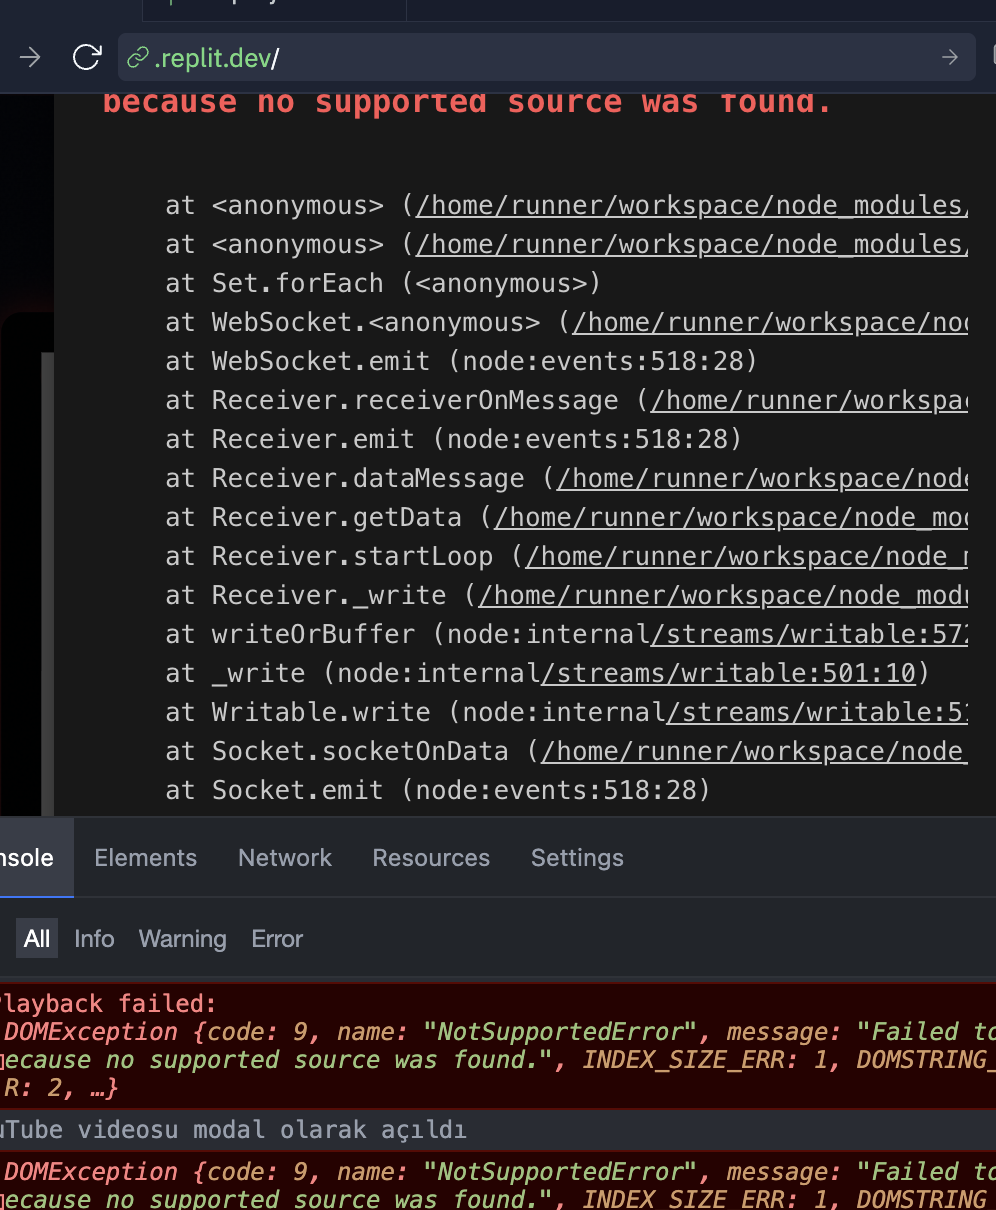 .replit.dev/
because no supported source was found.
at <anonymous> (/home/runner/workspace/node_modules/
at <anonymous> (/home/runner/workspace/node_modules/
at Set.forEach (<anonymous>)
at WebSocket.<anonymous> (/home/runner/workspace/nod
at WebSocket.emit (node:events:518:28)
at Receiver.receiverOnMessage (/home/runner/workspac
at Receiver.emit (node:events:518:28)
at Receiver.dataMessage (/home/runner/workspace/node
at Receiver.getData (/home/runner/workspace/node_mod
at Receiver.startLoop (/home/runner/workspace/node_m
at Receiver._write (/home/runner/workspace/node_modu
at writeOrBuffer (node:internal/streams/writable:572
at _write (node:internal/streams/writable:501:10)
at Writable.write (node:internal/streams/writable:51
at Socket.socketOnData (/home/runner/workspace/node_
at Socket.emit (node:events:518:28)
nsole Elements Network Resources Settings
All Info Warning Error
Playback failed:
DOMException {code: 9, name: "NotSupportedError", message: "Failed to
ecause no supported source was found.", INDEX_SIZE_ERR: 1, DOMSTRING_
R: 2, …}
uTube videosu modal olarak açıldı
DOMException {code: 9, name: "NotSupportedError", message: "Failed to
ecause no supported source was found.", INDEX_SIZE_ERR: 1, DOMSTRING_